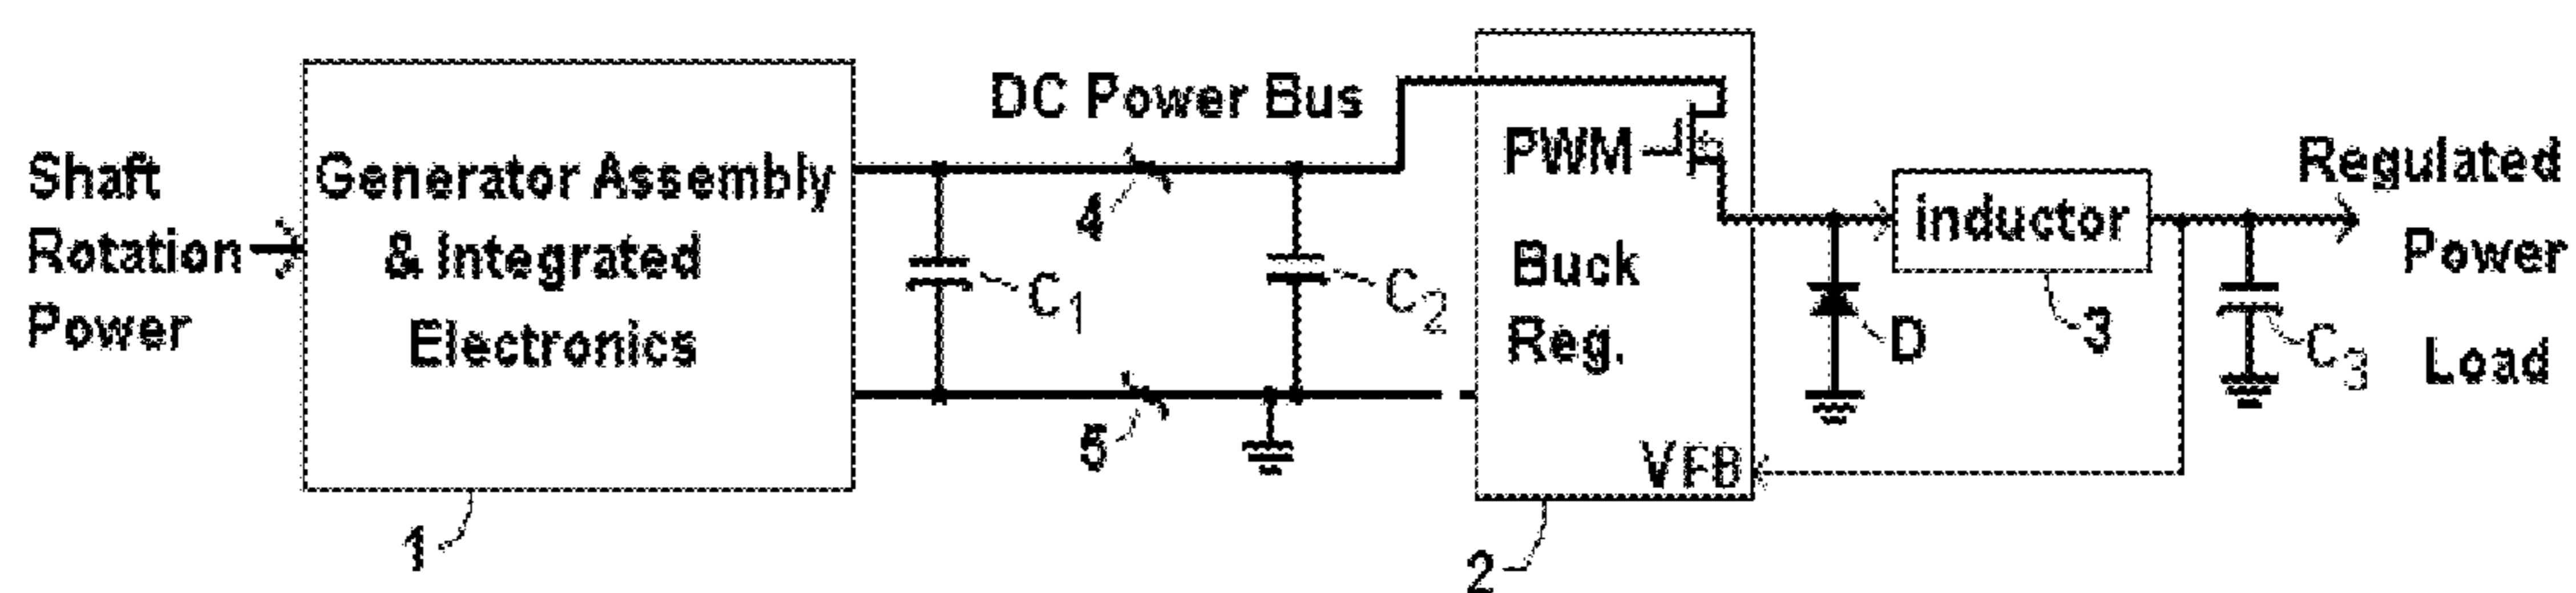 Shaft
Rotation
Power
Generator Assembly
& Integrated
Electronics
1
DC Power Bus
4
5
C1
C2
PWM
Buck
Reg.
VFB
2
D
inductor
3
C3
Regulated
Power
Load